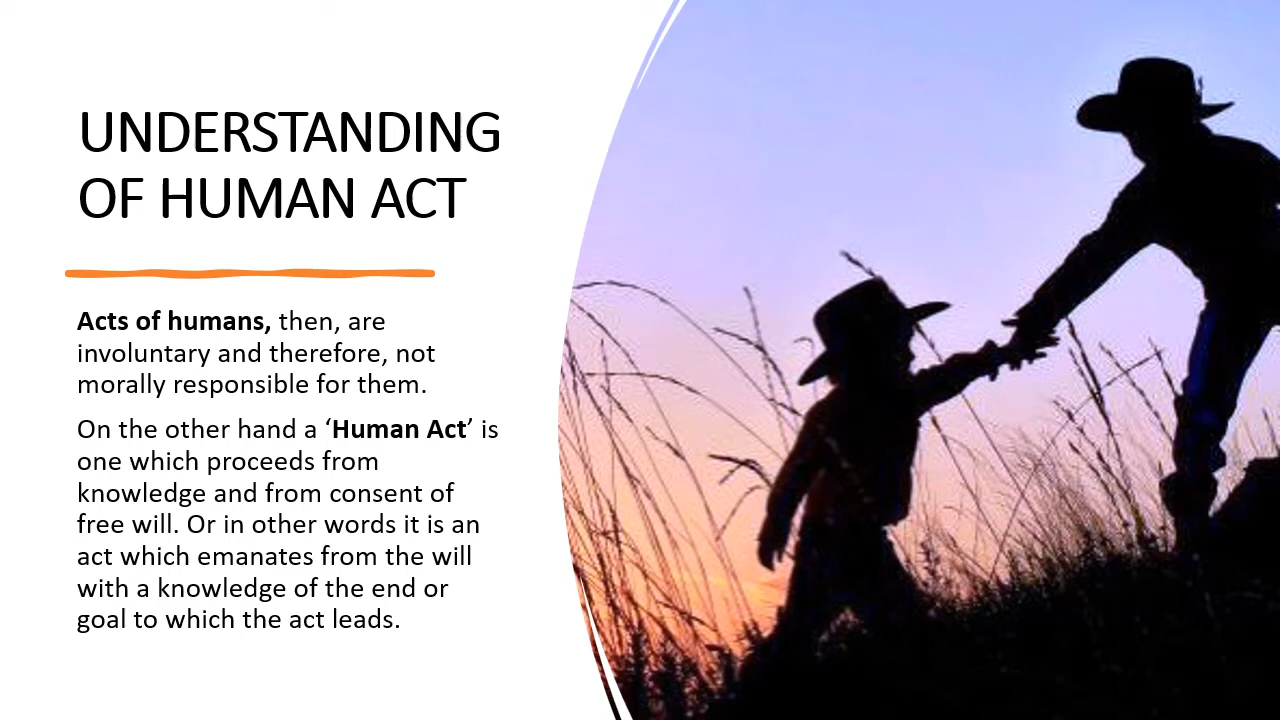 UNDERSTANDING
OF HUMAN ACT
Acts of humans, then, are
involuntary and therefore, not
morally responsible for them.
On the other hand a ‘Human Act’ is
one which proceeds from
knowledge and from consent of
free will. Or in other words it is an
act which emanates from the will
with a knowledge of the end or
goal to which the act leads.